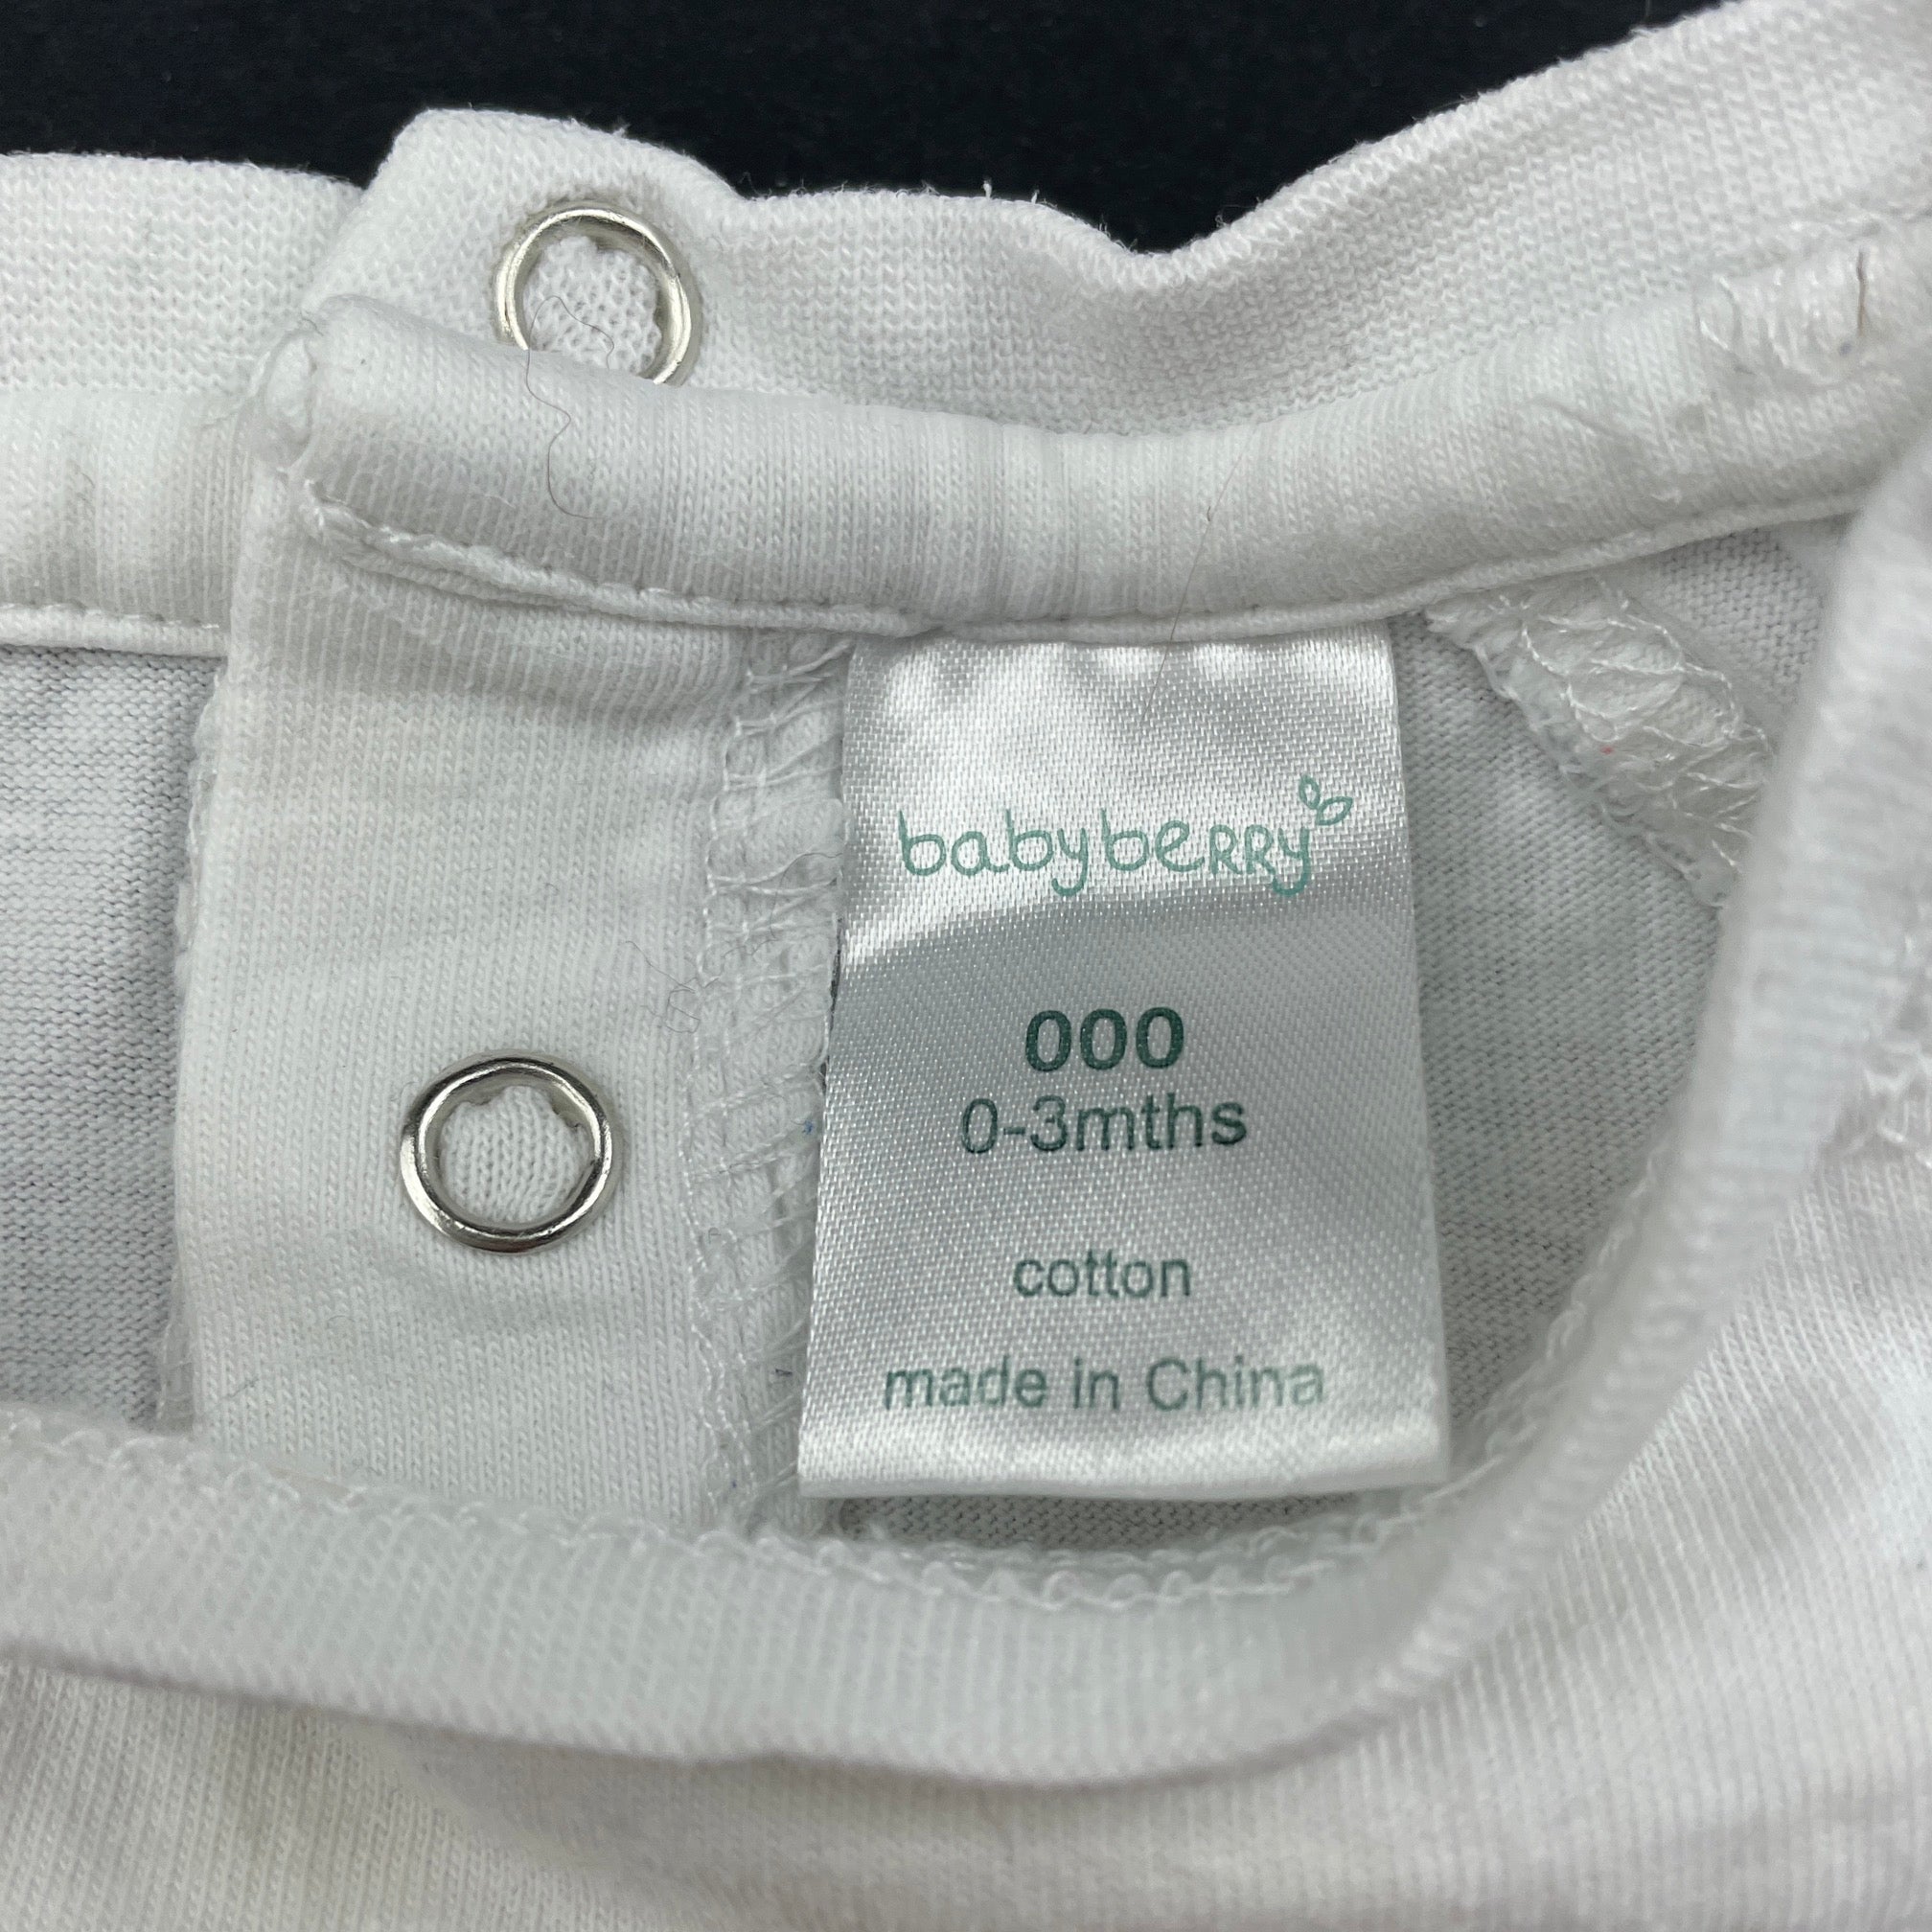 babyberry
000
0-3mths
cotton
made in China